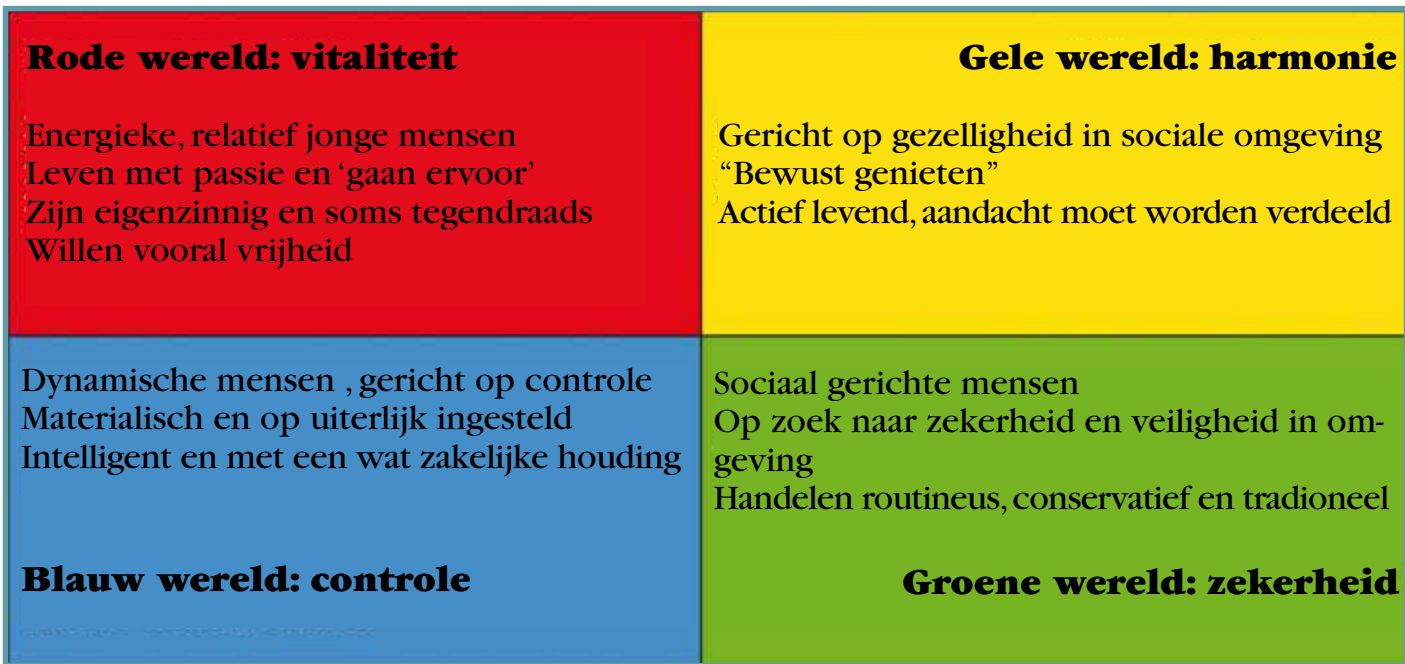 Rode wereld: vitaliteit
Energieke, relatief jonge mensen
Leven met passie en ‘gaan ervoor’
Zijn eigenzinnig en soms tegendraads
Willen vooral vrijheid
Gele wereld: harmonie
Gericht op gezelligheid in sociale omgeving
“Bewust genieten”
Actief levend, aandacht moet worden verdeeld
Dynamische mensen , gericht op controle
Materialisch en op uiterlijk ingesteld
Intelligent en met een wat zakelijke houding
Blauw wereld: controle
Sociaal gerichte mensen
Op zoek naar zekerheid en veiligheid in om-
geving
Handelen routineus, conservatief en tradioneel
Groene wereld: zekerheid